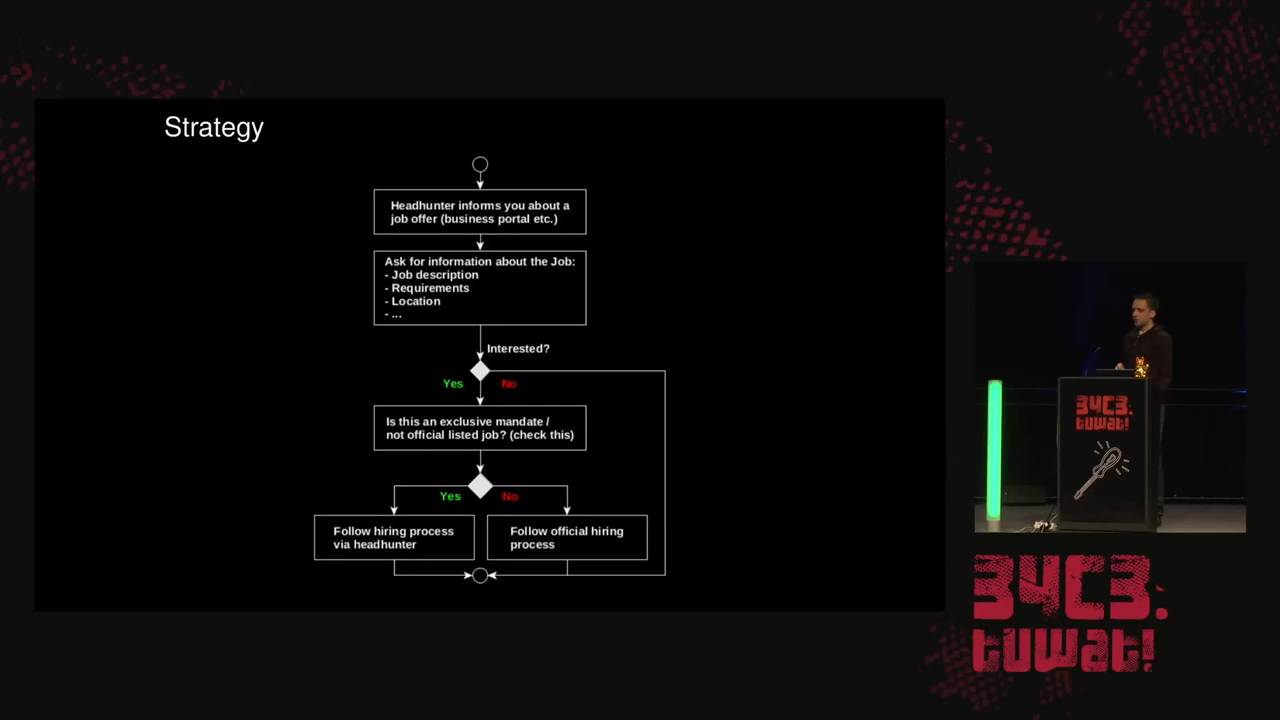 Strategy
Headhunter informs you about a
job offer (business portal etc.)
Ask for information about the Job:
- Job description
- Requirements
- Location
- ...
Interested?
Yes
No
Is this an exclusive mandate /
not official listed job? (check this)
Yes
No
Follow hiring process
via headhunter
Follow official hiring
process
34C3.
tuwat!
34C3.
tuwat!